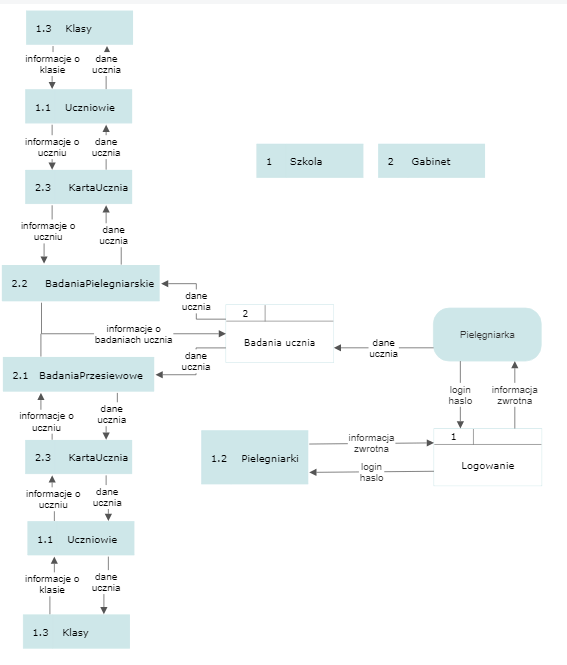 1.3 Klasy
informacje o
klasie
dane
ucznia
1.1 Uczniowie
informacje o
uczniu
dane
ucznia
2.3 KartaUcznia
informacje o
uczniu
dane
ucznia
2.2 BadaniaPielegniarskie
informacje o
badaniach ucznia
dane
ucznia
dane
ucznia
2.1 BadaniaPrzesiewowe
informacje o
uczniu
dane
ucznia
2.3 KartaUcznia
informacje o
uczniu
dane
ucznia
1.1 Uczniowie
informacje o
klasie
dane
ucznia
1.3 Klasy
1 Szkola
2 Gabinet
2
Badania ucznia
dane
ucznia
Pielęgniarka
login
haslo
informacja
zwrotna
1.2 Pielegniarki
informacja
zwrotna
login
haslo
1
Logowanie